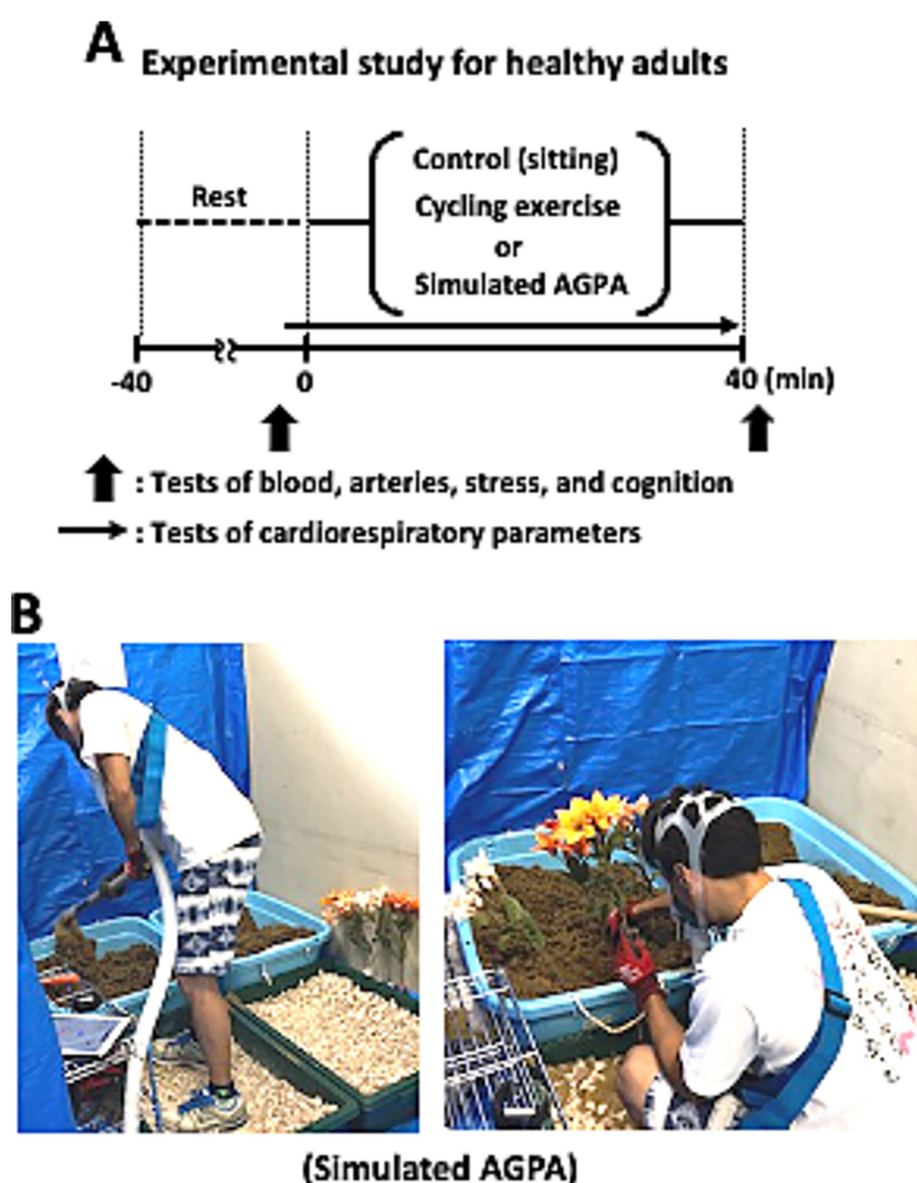 A
Experimental study for healthy adults
Rest
Control (sitting)
Cycling exercise
or
Simulated AGPA
-40
0
40 (min)
: Tests of blood, arteries, stress, and cognition
: Tests of cardiorespiratory parameters
B
(Simulated AGPA)